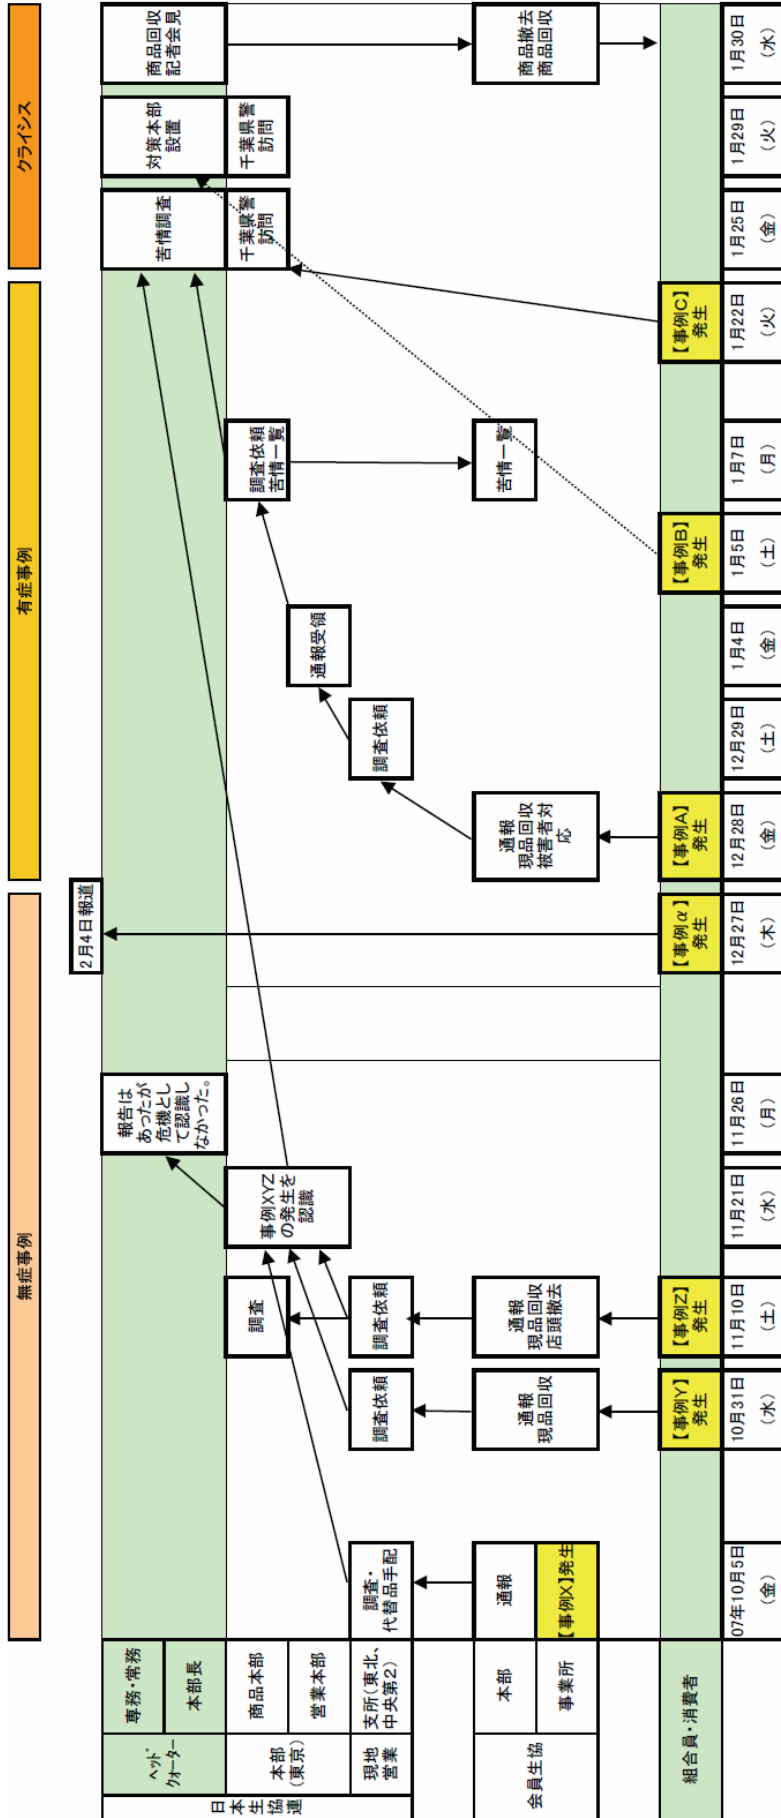 無症事例
有症事例
クライシス
日本生協連
ヘッド
クォーター
専務・常務
本部長
報告は
あったが
危機とし
て認識し
なかった。
2月4日報道
苦情調査
対策本部
設置
商品回収
記者会見
本部
(東京)
商品本部
営業本部
調査
事例XYZ
の発生を
認識
調査依頼
苦情一覧
通報受領
千葉県警
訪問
千葉県警
訪問
現地
営業
支所(東北、
中央第2)
調査・
代替品手配
調査依頼
調査依頼
調査依頼
会員生協
本部
事業所
通報
【事例X】発生
通報
現品回収
通報
現品回収
店頭撤去
通報
現品回収
被害者対
応
苦情一覧
商品撤去
商品回収
組合員・消費者
【事例Y】
発生
【事例Z】
発生
【事例α】
発生
【事例A】
発生
【事例B】
発生
【事例C】
発生
07年10月5日
(金)
10月31日
(水)
11月10日
(土)
11月21日
(水)
11月26日
(月)
12月27日
(木)
12月28日
(金)
12月29日
(土)
1月4日
(金)
1月5日
(土)
1月7日
(月)
1月22日
(火)
1月25日
(金)
1月29日
(火)
1月30日
(水)